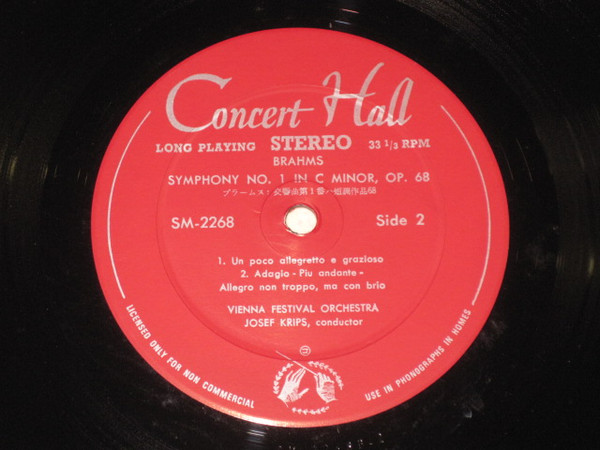 Concert Hall
LONG PLAYING STEREO 33 1/3 RPM
BRAHMS
SYMPHONY NO. 1 IN C MINOR, OP. 68
ブラームス:交響曲第1番ハ短調作品68
SM-2268 Side 2
1. Un poco allegretto e grazioso
2. Adagio - Piu andante -
Allegro non troppo, ma con brio
VIENNA FESTIVAL ORCHESTRA
JOSEF KRIPS, conductor
LICENSED ONLY FOR NON COMMERCIAL
USE IN PHONOGRAPHS IN HOMES